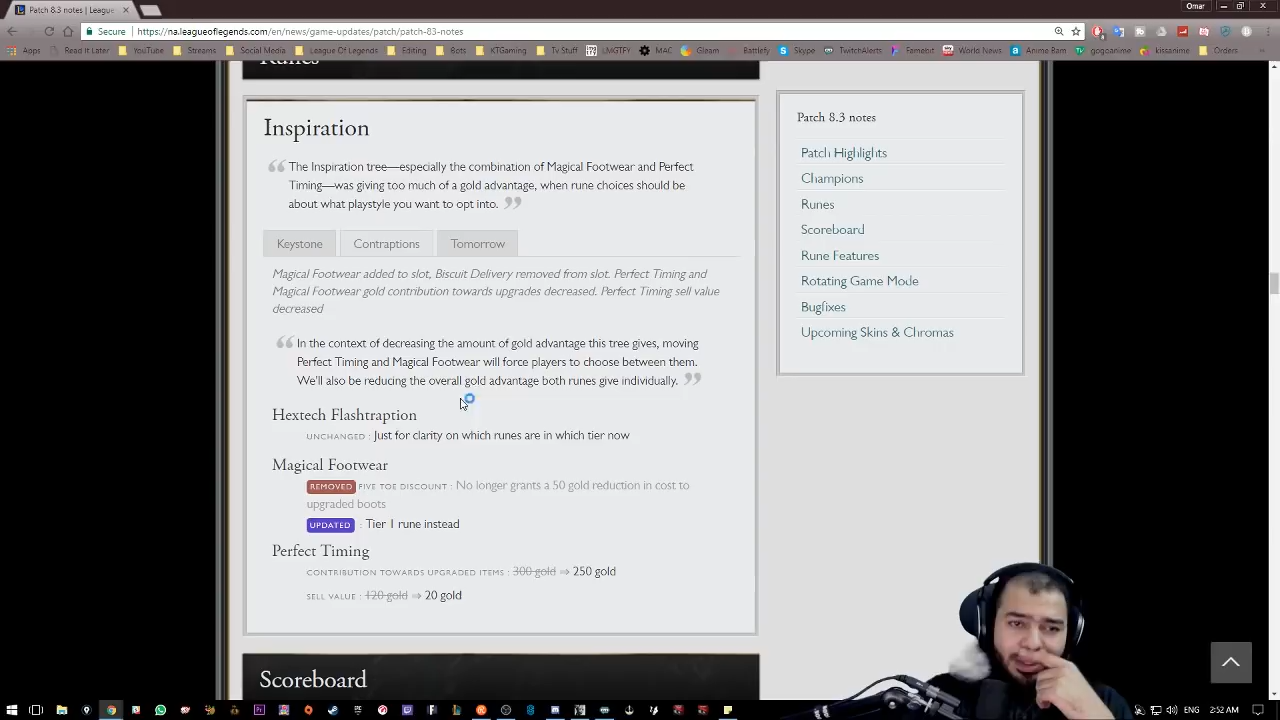 Patch 8.3 notes | League
Omar
Secure
https://na.leagueoflegends.com/en/news/game-updates/patch/patch-83-notes
Apps
Read It Later
YouTube
Streams
Social Media
League Of Legends
Editing
Bots
KTGaming
Tv Stuff
LMGTFY
MAC
Gleam
Battlefy
Skype
TwitchAlerts
Famebit
World News
Anime Bam
gogoanime
kissanime
Orders
Runes
Inspiration
The Inspiration tree—especially the combination of Magical Footwear and Perfect
Timing—was giving too much of a gold advantage, when rune choices should be
about what playstyle you want to opt into.
Keystone
Contraptions
Tomorrow
Magical Footwear added to slot, Biscuit Delivery removed from slot. Perfect Timing and
Magical Footwear gold contribution towards upgrades decreased. Perfect Timing sell value
decreased
In the context of decreasing the amount of gold advantage this tree gives, moving
Perfect Timing and Magical Footwear will force players to choose between them.
We'll also be reducing the overall gold advantage both runes give individually.
Hextech Flashtraption
UNCHANGED : Just for clarity on which runes are in which tier now
Magical Footwear
REMOVED FIVE TOE DISCOUNT : No longer grants a 50 gold reduction in cost to
upgraded boots
UPDATED : Tier 1 rune instead
Perfect Timing
CONTRIBUTION TOWARDS UPGRADED ITEMS : 300 gold ⇒ 250 gold
SELL VALUE : 120 gold ⇒ 20 gold
Scoreboard
Patch 8.3 notes
Patch Highlights
Champions
Runes
Scoreboard
Rune Features
Rotating Game Mode
Bugfixes
Upcoming Skins & Chromas
ENG
2:52 AM